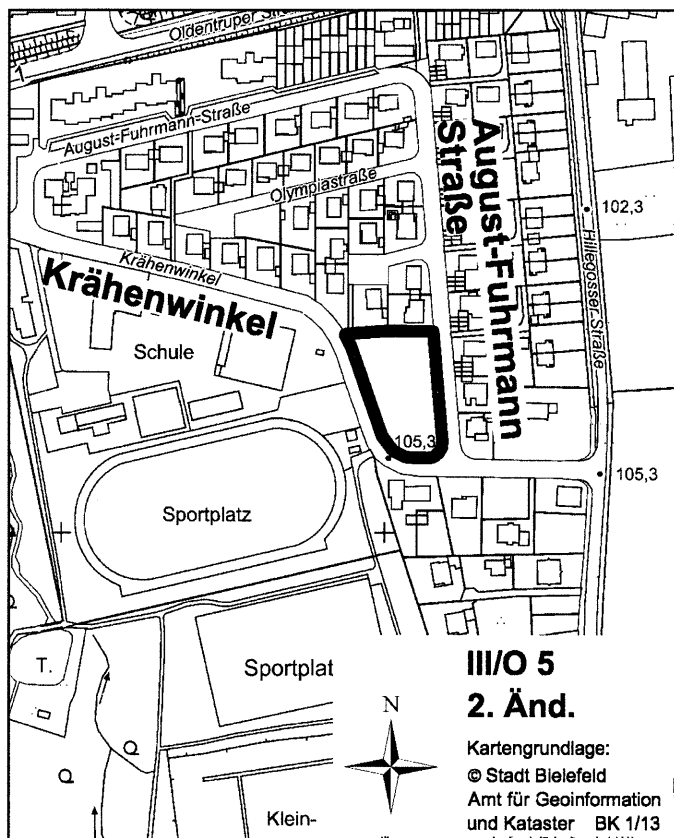 Oldentruper
August-Fuhrmann-Straße
Olympiastraße
August-Fuhrmann
Straße
102,3
Hillegosser Straße
Krähenwinkel
Krähenwinkel
Schule
105,3
105,3
Sportplatz
T.
Sportplat
N
III/O 5
2. Änd.
Kartengrundlage:
© Stadt Bielefeld
Amt für Geoinformation
und Kataster BK 1/13
Klein-